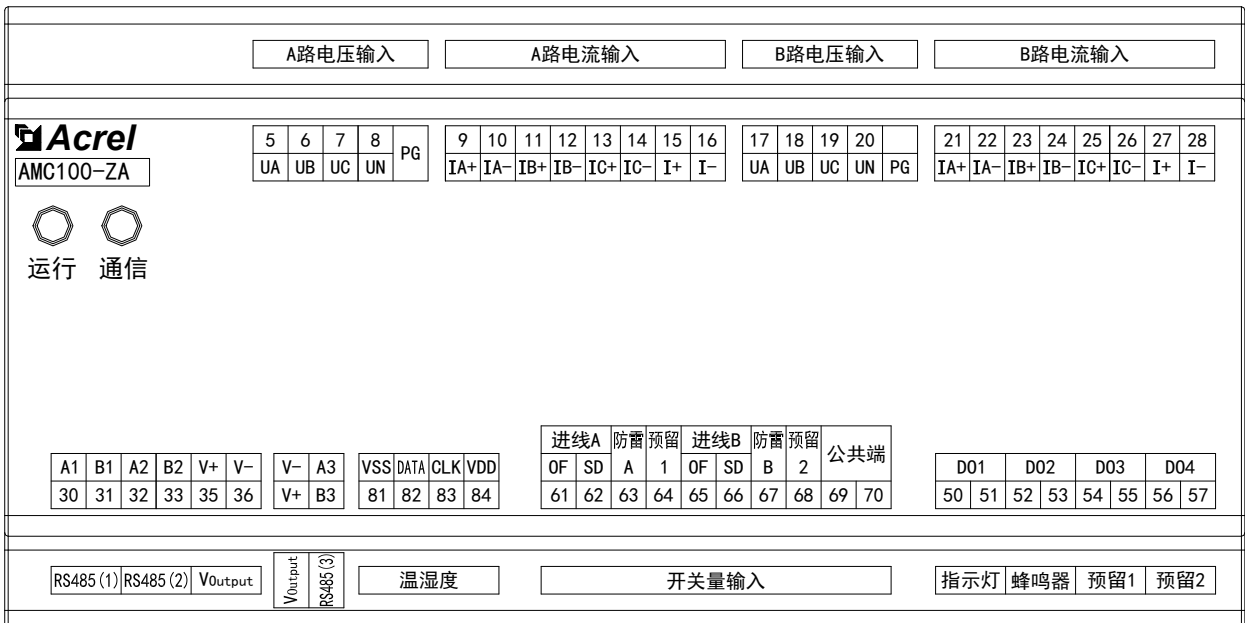 A路电压输入 A路电流输入 B路电压输入 B路电流输入
Acrel
AMC100-ZA
5 6 7 8 PG 9 10 11 12 13 14 15 16 17 18 19 20 21 22 23 24 25 26 27 28
UA UB UC UN IA+ IA- IB+ IB- IC+ IC- I+ I- UA UB UC UN PG IA+ IA- IB+ IB- IC+ IC- I+ I-
运行 通信
进线A 防雷 预留 进线B 防雷 预留 公共端
A1 B1 A2 B2 V+ V- V- A3 VSS DATA CLK VDD OF SD A 1 OF SD B 2 DO1 DO2 DO3 DO4
30 31 32 33 35 36 V+ B3 81 82 83 84 61 62 63 64 65 66 67 68 69 70 50 51 52 53 54 55 56 57
RS485(1) RS485(2) VOutput VOutput RS485(3) 温湿度 开关量输入 指示灯 蜂鸣器 预留1 预留2